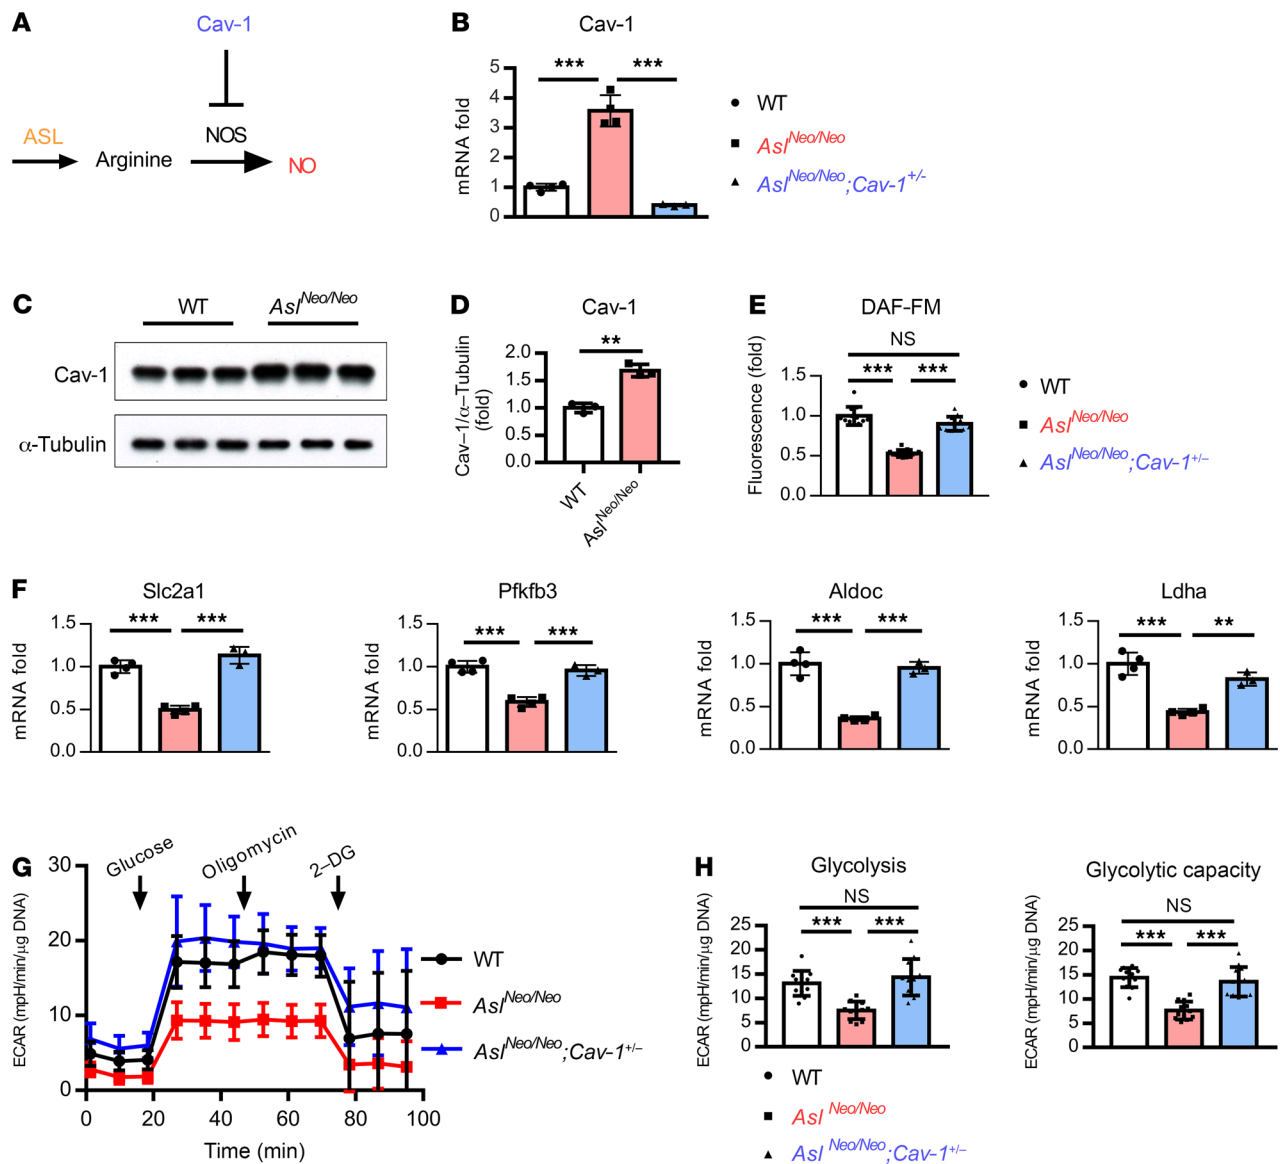 A
Cav-1
ASL
Arginine
NOS
NO
B
Cav-1
*** ***
mRNA fold
5
4
3
2
1
0
WT
Asl^Neo/Neo
Asl^Neo/Neo;Cav-1^+/-
C
WT Asl^Neo/Neo
Cav-1
α-Tubulin
D
Cav-1
**
Cav–1/α–Tubulin
(fold)
2.0
1.5
1.0
0.5
0.0
WT
Asl^Neo/Neo
E
DAF-FM
NS
*** ***
Fluorescence (fold)
1.5
1.0
0.5
0.0
WT
Asl^Neo/Neo
Asl^Neo/Neo;Cav-1^+/–
F
Slc2a1
*** ***
mRNA fold
1.5
1.0
0.5
0.0
Pfkfb3
*** ***
mRNA fold
1.5
1.0
0.5
0.0
Aldoc
*** ***
mRNA fold
1.5
1.0
0.5
0.0
Ldha
*** **
mRNA fold
1.5
1.0
0.5
0.0
G
Glucose
Oligomycin
2–DG
ECAR (mpH/min/μg DNA)
30
20
10
0
0 20 40 60 80 100
Time (min)
WT
Asl^Neo/Neo
Asl^Neo/Neo;Cav-1^+/–
H
Glycolysis
NS
*** ***
ECAR (mpH/min/μg DNA)
25
20
15
10
5
0
WT
Asl ^Neo/Neo
Asl ^Neo/Neo;Cav-1^+/–
Glycolytic capacity
NS
*** ***
ECAR (mpH/min/μg DNA)
25
20
15
10
5
0